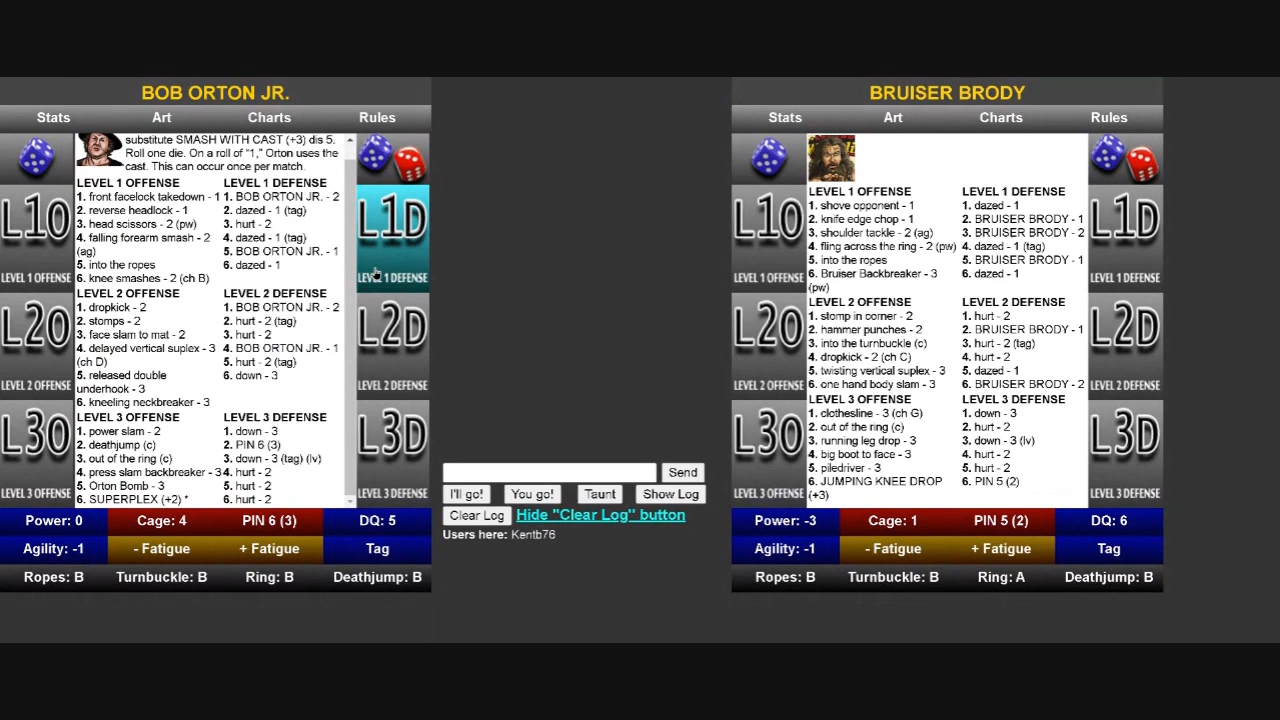 BOB ORTON JR.
Stats
Art
Charts
Rules
substitute SMASH WITH CAST (+3) dis 5.
Roll one die. On a roll of "1," Orton uses the
cast. This can occur once per match.
LEVEL 1 OFFENSE
1. front facelock takedown - 1
2. reverse headlock - 1
3. head scissors - 2 (pw)
4. falling forearm smash - 2
(ag)
5. into the ropes
6. knee smashes - 2 (ch B)
LEVEL 1 DEFENSE
1. BOB ORTON JR. - 2
2. dazed - 1 (tag)
3. hurt - 2
4. dazed - 1 (tag)
5. BOB ORTON JR. - 1
6. dazed - 1
LEVEL 2 OFFENSE
1. dropkick - 2
2. stomps - 2
3. face slam to mat - 2
4. delayed vertical suplex - 3
(ch D)
5. released double
underhook - 3
6. kneeling neckbreaker - 3
LEVEL 2 DEFENSE
1. BOB ORTON JR. - 2
2. hurt - 2 (tag)
3. hurt - 2
4. BOB ORTON JR. - 1
5. hurt - 2 (tag)
6. down - 3
LEVEL 3 OFFENSE
1. power slam - 2
2. deathjump (c)
3. out of the ring (c)
4. press slam backbreaker - 3
5. Orton Bomb - 3
6. SUPERPLEX (+2) *
LEVEL 3 DEFENSE
1. down - 3
2. PIN 6 (3)
3. down - 3 (tag) (lv)
4. hurt - 2
5. hurt - 2
6. hurt - 2
L1O
LEVEL 1 OFFENSE
L2O
LEVEL 2 OFFENSE
L3O
LEVEL 3 OFFENSE
L1D
LEVEL 1 DEFENSE
L2D
LEVEL 2 DEFENSE
L3D
LEVEL 3 DEFENSE
Power: 0
Cage: 4
PIN 6 (3)
DQ: 5
Agility: -1
- Fatigue
+ Fatigue
Tag
Ropes: B
Turnbuckle: B
Ring: B
Deathjump: B
Send
I'll go!
You go!
Taunt
Show Log
Clear Log
Hide "Clear Log" button
Users here: Kentb76
BRUISER BRODY
Stats
Art
Charts
Rules
LEVEL 1 OFFENSE
1. shove opponent - 1
2. knife edge chop - 1
3. shoulder tackle - 2 (ag)
4. fling across the ring - 2 (pw)
5. into the ropes
6. Bruiser Backbreaker - 3
(pw)
LEVEL 1 DEFENSE
1. dazed - 1
2. BRUISER BRODY - 1
3. BRUISER BRODY - 2
4. dazed - 1 (tag)
5. BRUISER BRODY - 1
6. dazed - 1
LEVEL 2 OFFENSE
1. stomp in corner - 2
2. hammer punches - 2
3. into the turnbuckle (c)
4. dropkick - 2 (ch C)
5. twisting vertical suplex - 3
6. one hand body slam - 3
LEVEL 2 DEFENSE
1. hurt - 2
2. BRUISER BRODY - 1
3. hurt - 2 (tag)
4. hurt - 2
5. dazed - 1
6. BRUISER BRODY - 2
LEVEL 3 OFFENSE
1. clothesline - 3 (ch G)
2. out of the ring (c)
3. running leg drop - 3
4. big boot to face - 3
5. piledriver - 3
6. JUMPING KNEE DROP
(+3)
LEVEL 3 DEFENSE
1. down - 3
2. hurt - 2
3. down - 3 (lv)
4. hurt - 2
5. hurt - 2
6. PIN 5 (2)
L1O
LEVEL 1 OFFENSE
L2O
LEVEL 2 OFFENSE
L3O
LEVEL 3 OFFENSE
L1D
LEVEL 1 DEFENSE
L2D
LEVEL 2 DEFENSE
L3D
LEVEL 3 DEFENSE
Power: -3
Cage: 1
PIN 5 (2)
DQ: 6
Agility: -1
- Fatigue
+ Fatigue
Tag
Ropes: B
Turnbuckle: B
Ring: A
Deathjump: B